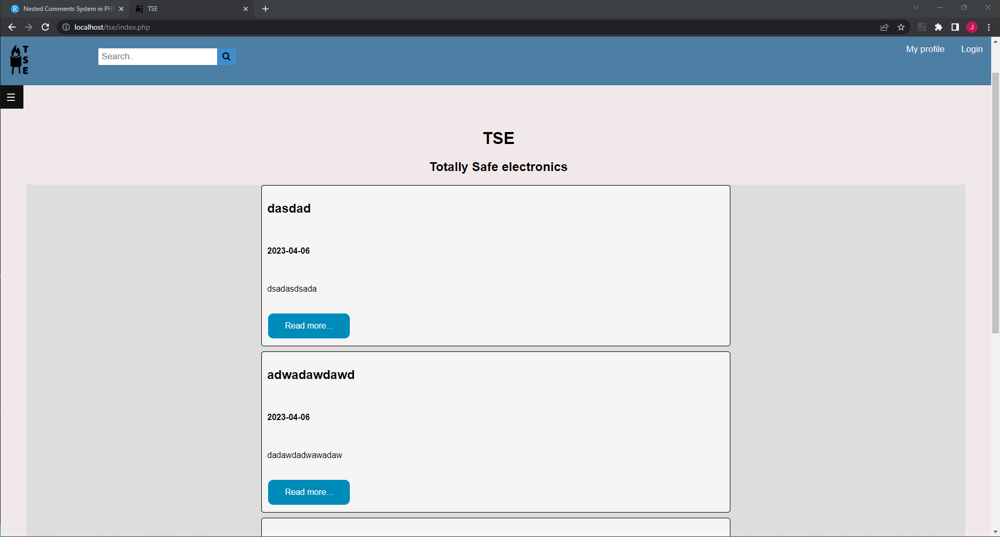 Nested Comments System in PH
TSE
localhost/tse/index.php
J
T
S
E
Search..
My profile
Login
☰
TSE
Totally Safe electronics
dasdad
2023-04-06
dsadasdsada
Read more...
adwadawdawd
2023-04-06
dadawdadwawadaw
Read more...